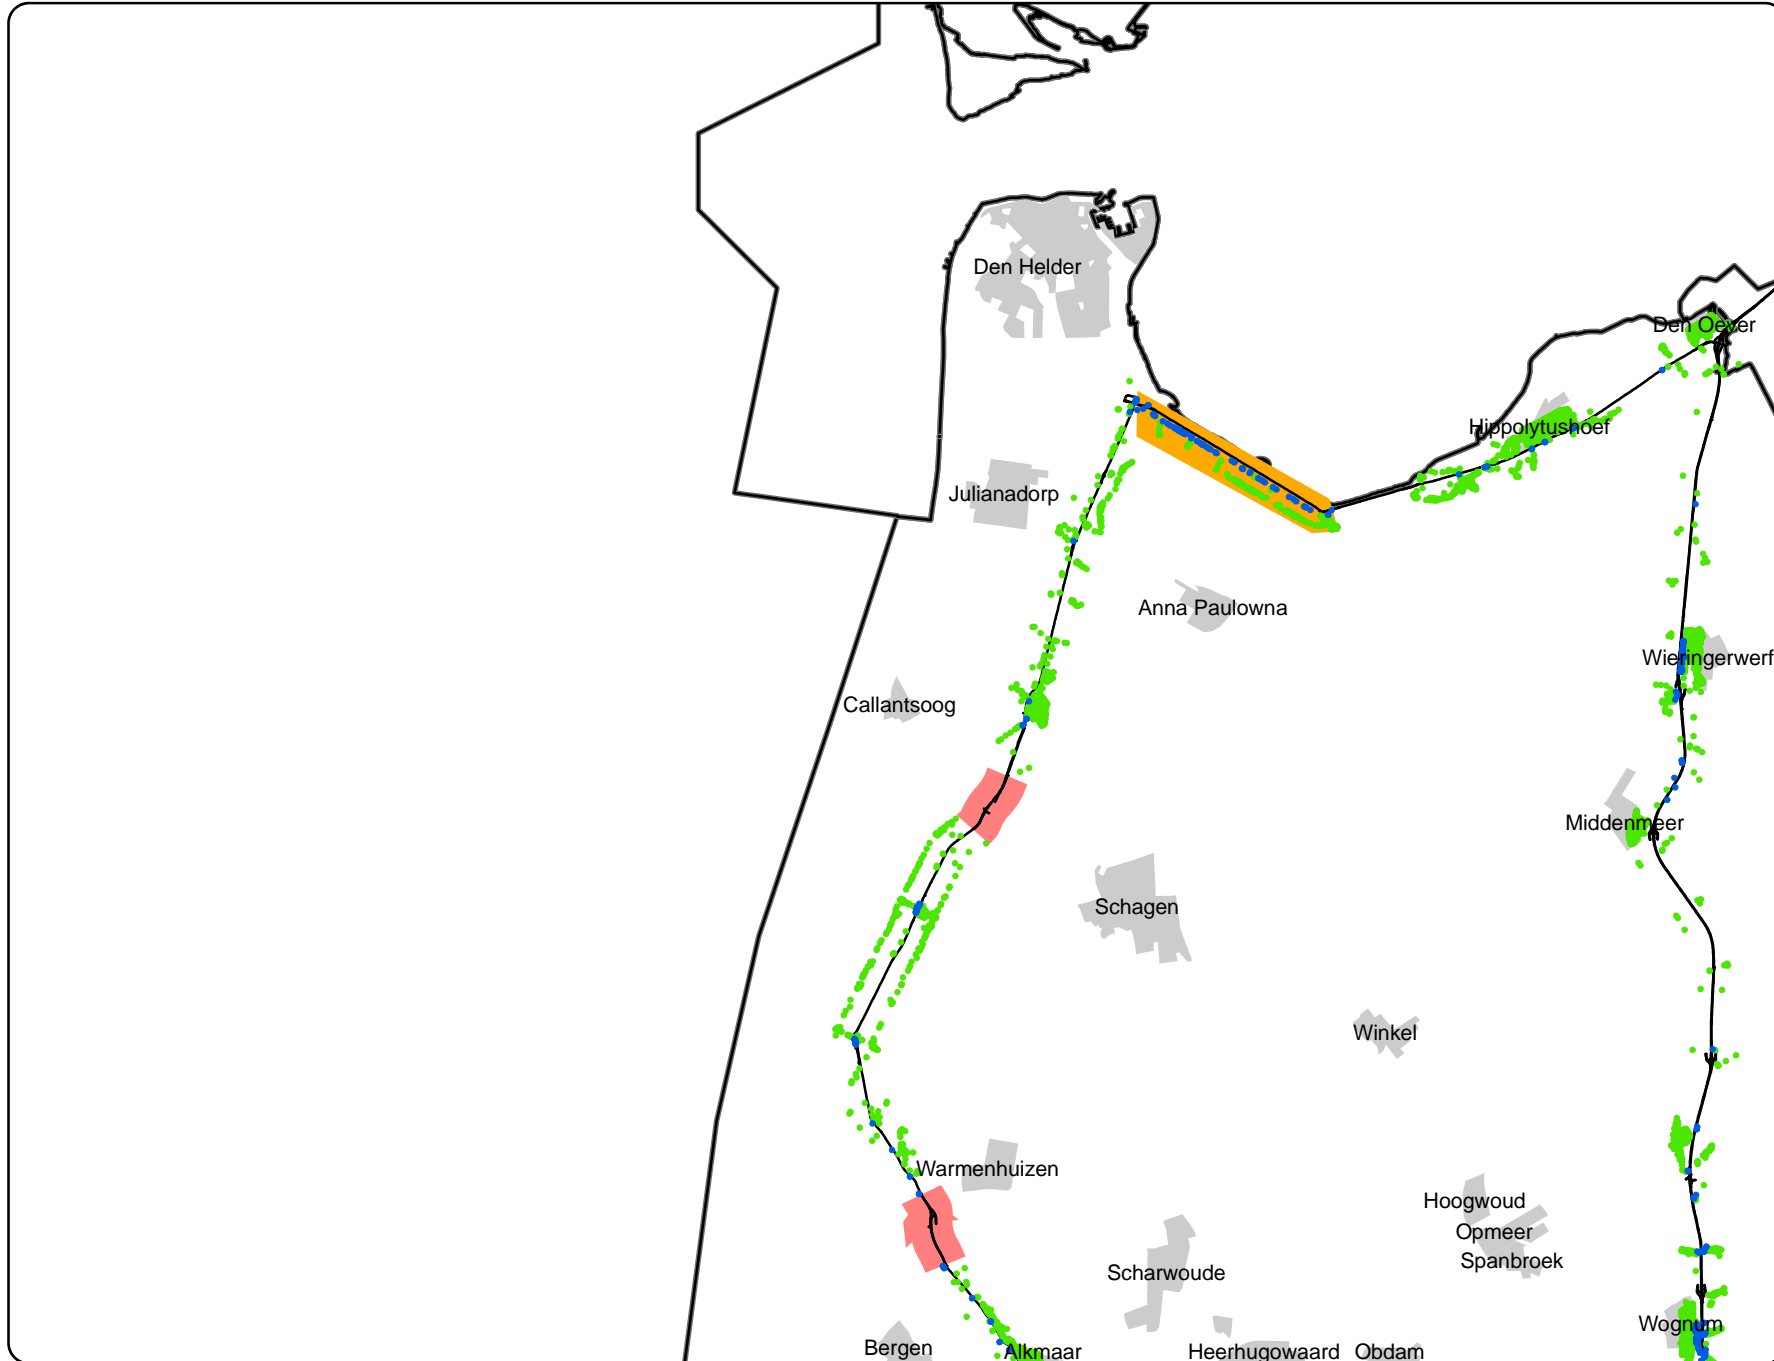 Den Helder
Den Oever
Hippolytushoef
Julianadorp
Anna Paulowna
Wieringerwerf
Callantsoog
Middenmeer
Schagen
Winkel
Warmenhuizen
Hoogwoud
Opmeer
Spanbroek
Scharwoude
Wognum
Bergen
Alkmaar
Heerhugowaard
Obdam